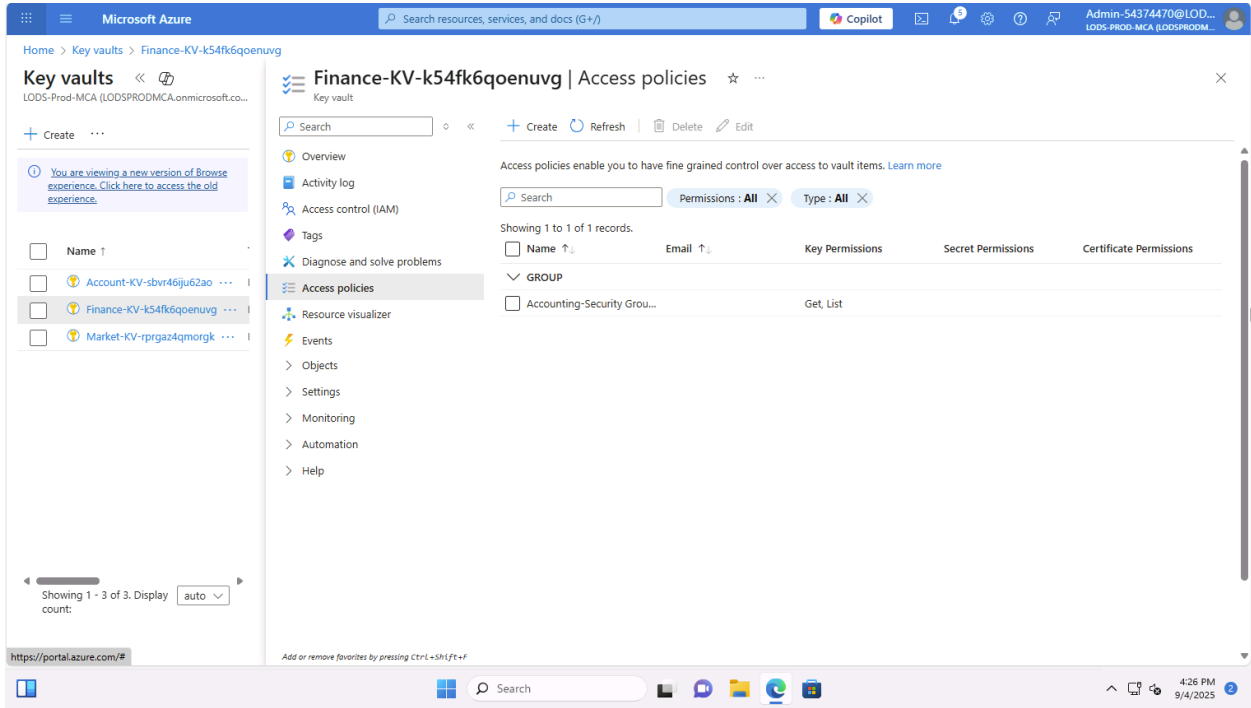 Microsoft Azure
Search resources, services, and docs (G+/)
Copilot
5
Admin-54374470@LOD...
LODS-PROD-MCA (LODSPRODM...
Home > Key vaults > Finance-KV-k54fk6qoenuvg
Key vaults
LODS-Prod-MCA (LODSPRODMCA.onmicrosoft.co...
Create
You are viewing a new version of Browse
experience. Click here to access the old
experience.
Name ↑
Account-KV-sbvr46iju62ao ...
Finance-KV-k54fk6qoenuvg ...
Market-KV-rprgaz4qmorgk ...
Showing 1 - 3 of 3. Display
count:
auto
https://portal.azure.com/#
Finance-KV-k54fk6qoenuvg | Access policies
Key vault
Search
Overview
Activity log
Access control (IAM)
Tags
Diagnose and solve problems
Access policies
Resource visualizer
Events
Objects
Settings
Monitoring
Automation
Help
Add or remove favorites by pressing Ctrl+Shift+F
Create
Refresh
Delete
Edit
Access policies enable you to have fine grained control over access to vault items. Learn more
Search
Permissions : All
Type : All
Showing 1 to 1 of 1 records.
Name ↑↓ Email ↑↓ Key Permissions Secret Permissions Certificate Permissions
GROUP
Accounting-Security Grou... Get, List
Search
4:26 PM
9/4/2025
2